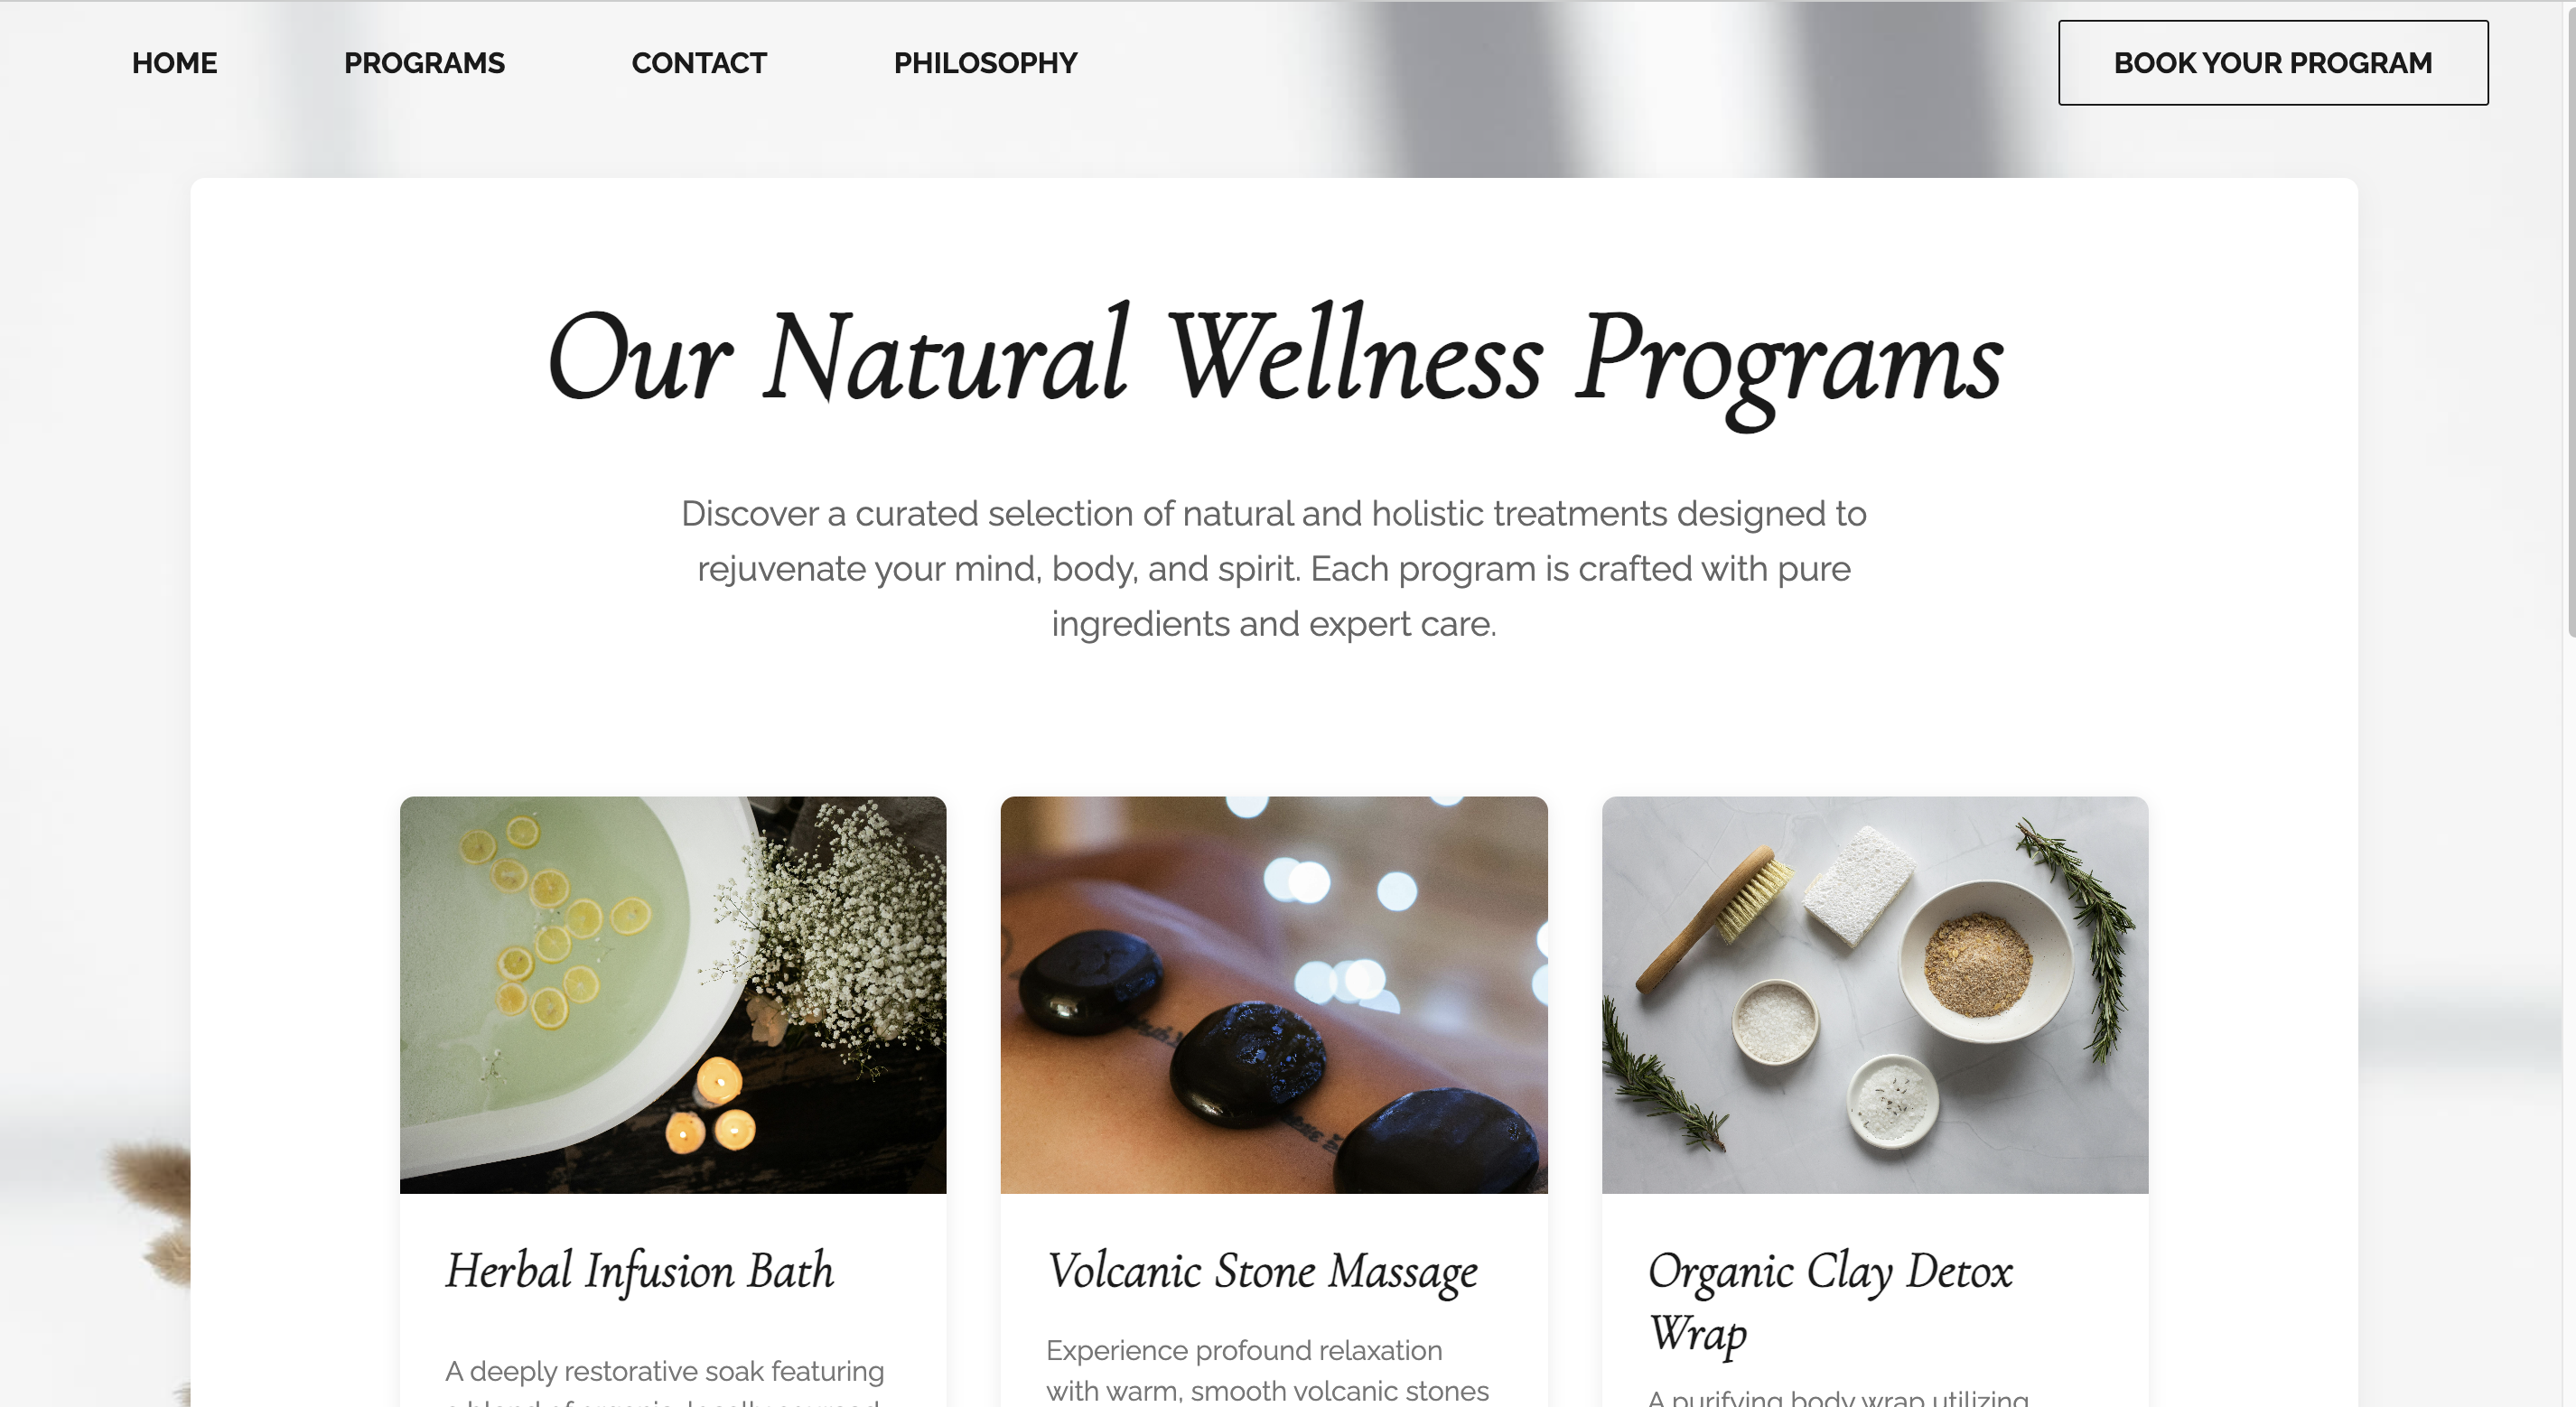 HOME
PROGRAMS
CONTACT
PHILOSOPHY
BOOK YOUR PROGRAM
Our Natural Wellness Programs
Discover a curated selection of natural and holistic treatments designed to
rejuvenate your mind, body, and spirit. Each program is crafted with pure
ingredients and expert care.
Herbal Infusion Bath
A deeply restorative soak featuring
Volcanic Stone Massage
Experience profound relaxation
with warm, smooth volcanic stones
Organic Clay Detox
Wrap
A purifying body wrap utilizing